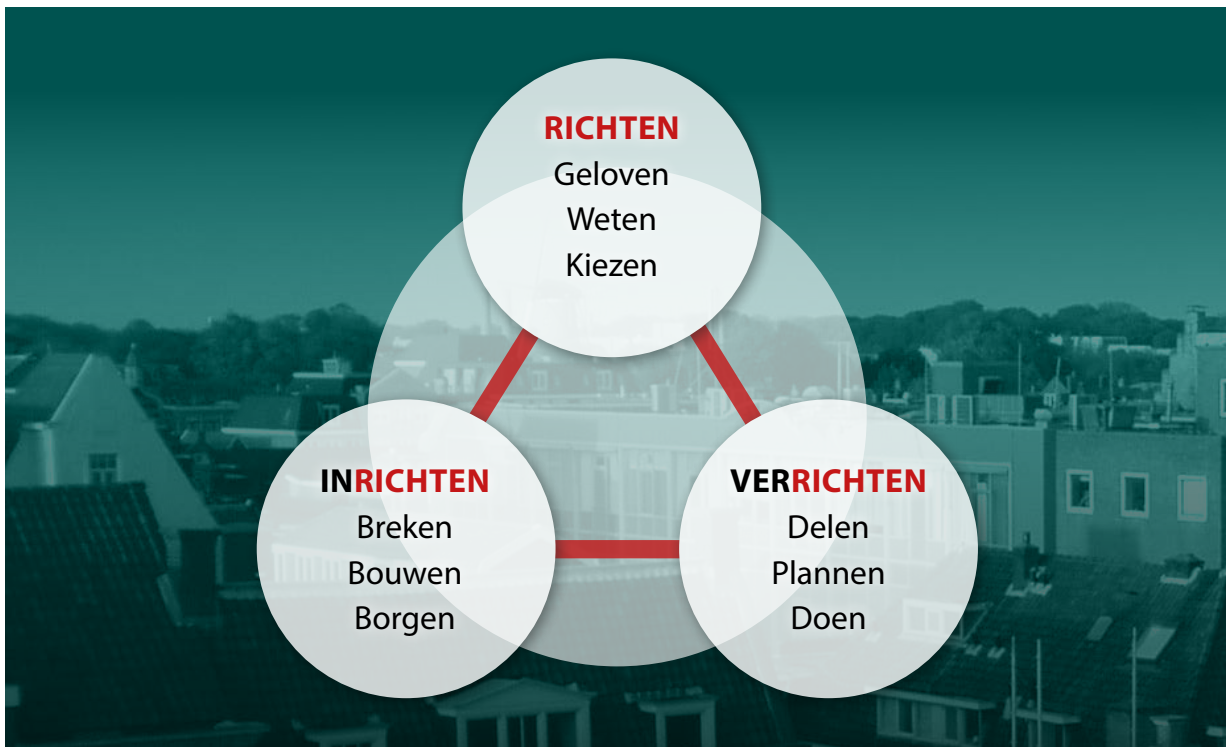 RICHTEN
Geloven
Weten
Kiezen
INRICHTEN
Breken
Bouwen
Borgen
VERRICHTEN
Delen
Plannen
Doen